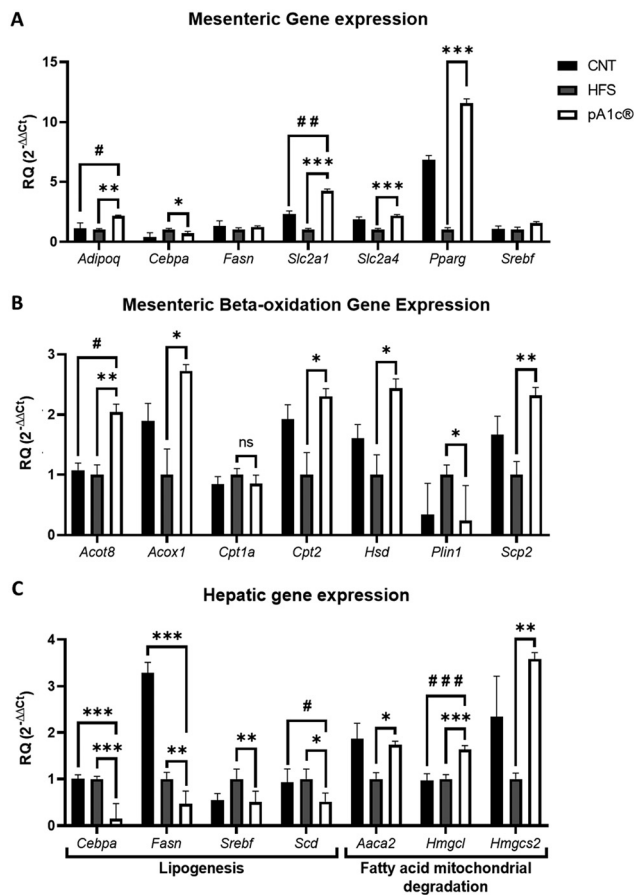 A
Mesenteric Gene expression
CNT
HFS
pA1c®
RQ (2-ΔΔCt)
15
10
5
0
#
**
*
##
***
***
***
Adipoq Cebpa Fasn Slc2a1 Slc2a4 Pparg Srebf
B
Mesenteric Beta-oxidation Gene Expression
RQ (2-ΔΔCt)
3
2
1
0
#
**
*
ns
*
*
*
**
Acot8 Acox1 Cpt1a Cpt2 Hsd Plin1 Scp2
C
Hepatic gene expression
RQ (2-ΔΔCt)
4
3
2
1
0
***
***
***
**
**
#
*
*
###
***
**
Cebpa Fasn Srebf Scd Aaca2 Hmgcl Hmgcs2
Lipogenesis
Fatty acid mitochondrial
degradation